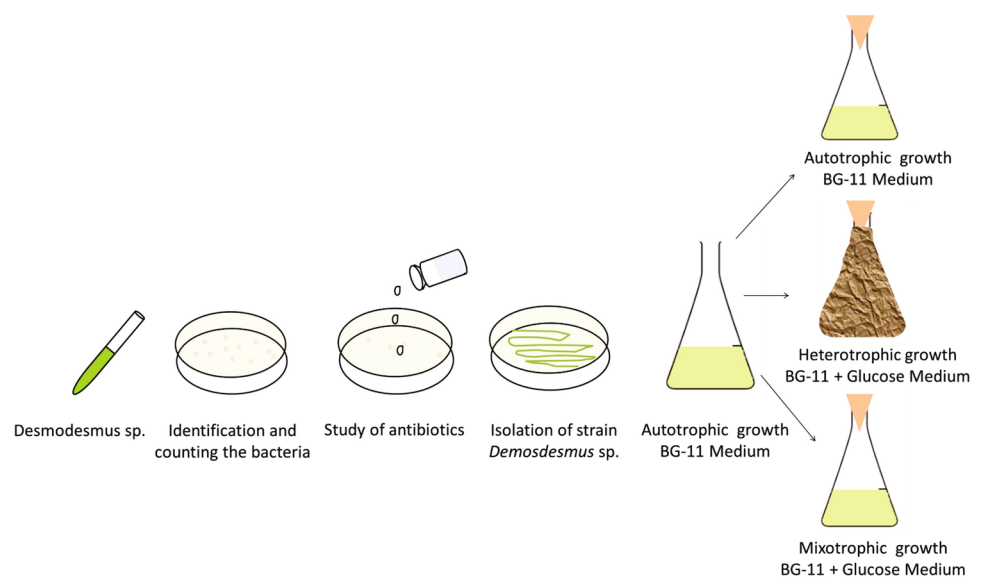 Desmodesmus sp.
Identification and
counting the bacteria
Study of antibiotics
Isolation of strain
Demosdesmus sp.
Autotrophic growth
BG-11 Medium
Autotrophic growth
BG-11 Medium
Heterotrophic growth
BG-11 + Glucose Medium
Mixotrophic growth
BG-11 + Glucose Medium